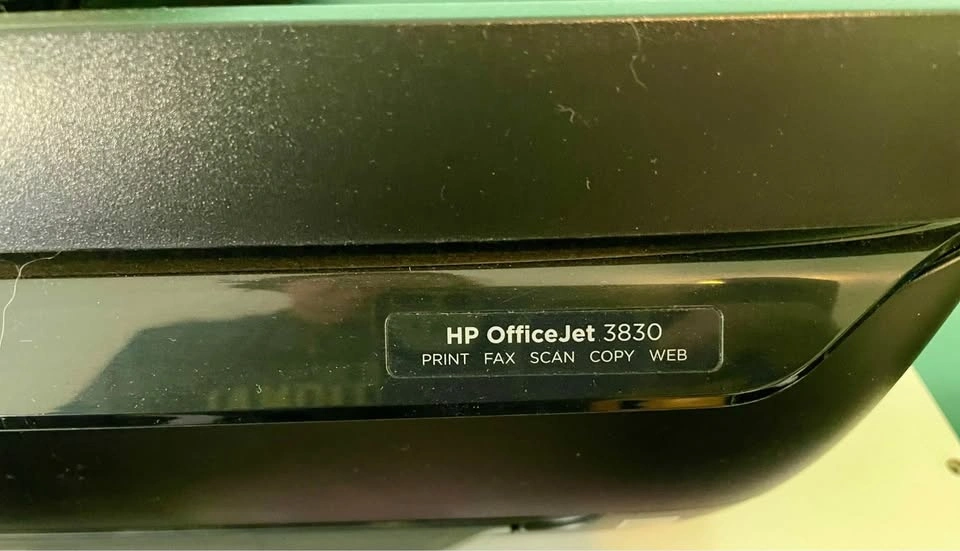 HP OfficeJet 3830
PRINT FAX SCAN COPY WEB